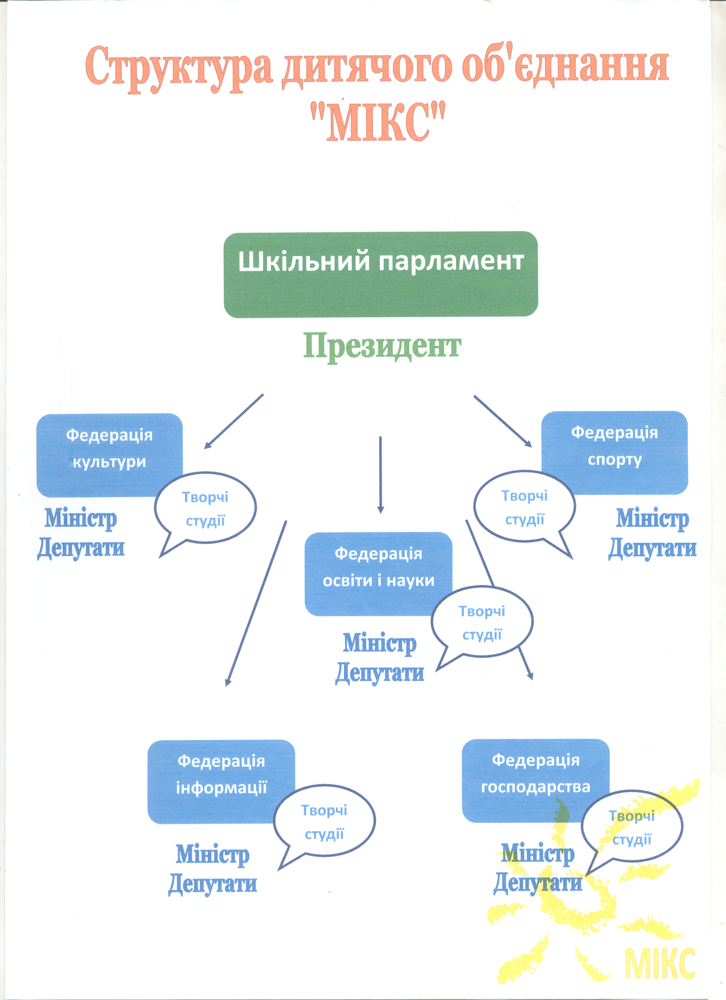 Структура дитячого об'єднання
"МІКС"
Шкільний парламент
Президент
Федерація
культури
Творчі
студії
Міністр
Депутати
Федерація
спорту
Творчі
студії
Міністр
Депутати
Федерація
освіти і науки
Творчі
студії
Міністр
Депутати
Федерація
інформації
Творчі
студії
Міністр
Депутати
Федерація
господарства
Творчі
студії
Міністр
Депутати
МІКС